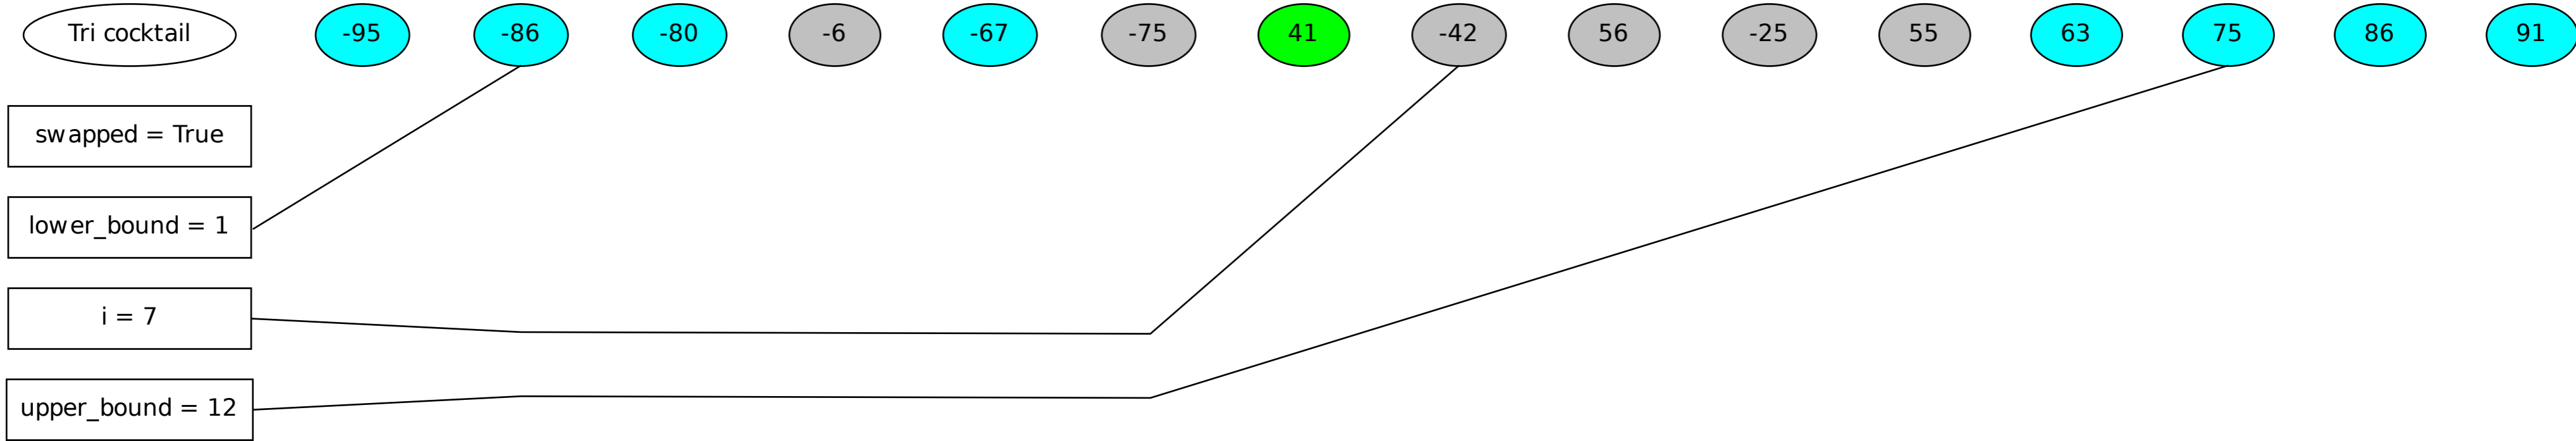 Tri cocktail -95 -86 -80 -6 -67 -75 41 -42 56 -25 55 63 75 86 91
swapped = True
lower_bound = 1
i = 7
upper_bound = 12